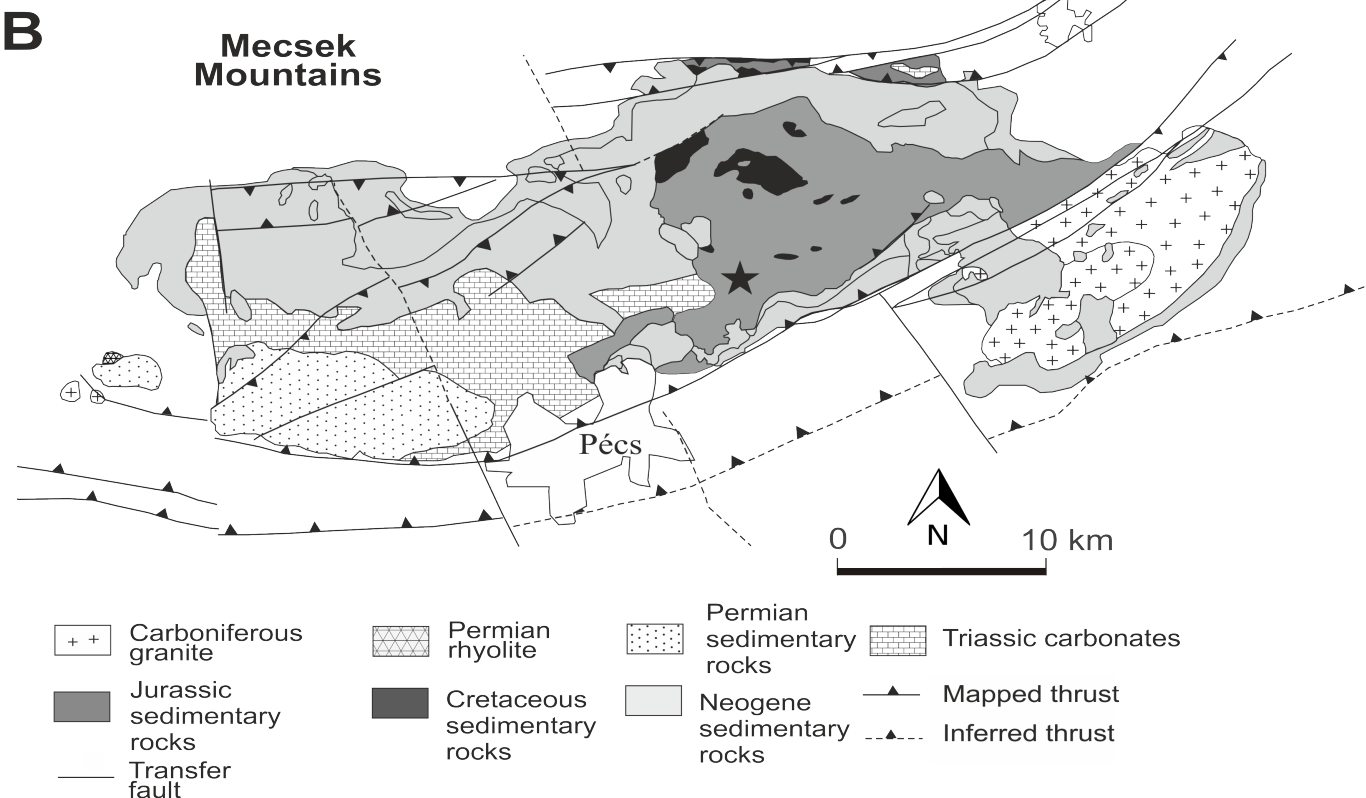 B
Mecsek
Mountains
Pécs
N
0
10 km
Carboniferous
granite
Permian
rhyolite
Permian
sedimentary
rocks
Triassic carbonates
Jurassic
sedimentary
rocks
Cretaceous
sedimentary
rocks
Neogene
sedimentary
rocks
Mapped thrust
Inferred thrust
Transfer
fault